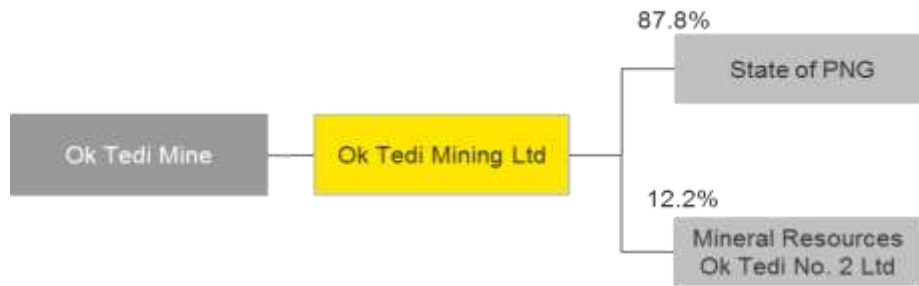 87.8%
State of PNG
Ok Tedi Mine
Ok Tedi Mining Ltd
12.2%
Mineral Resources
Ok Tedi No. 2 Ltd